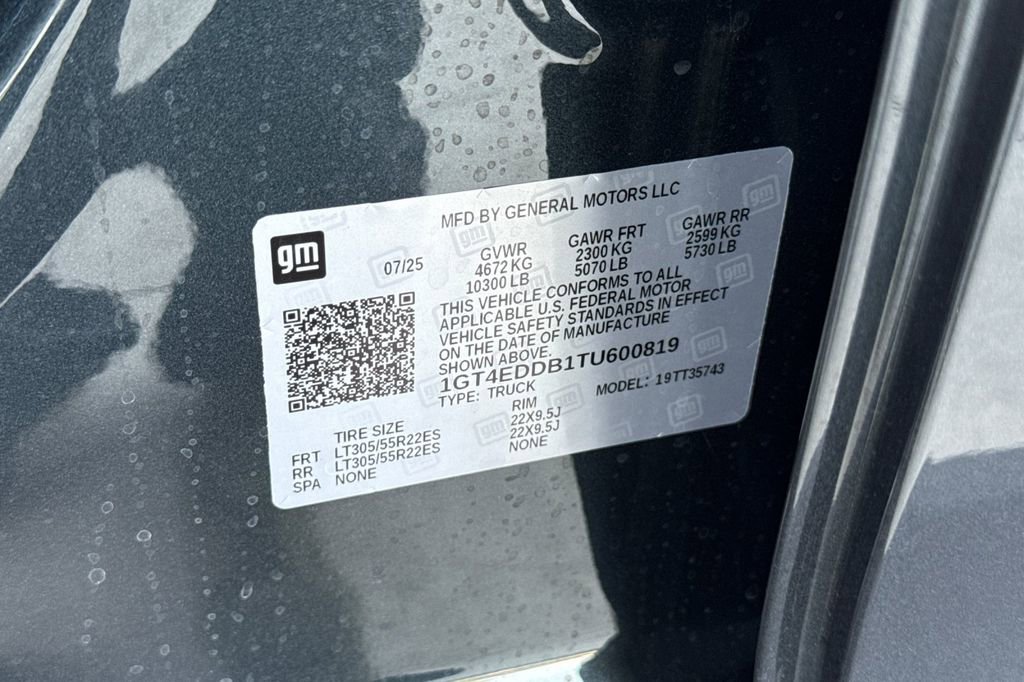 MFD BY GENERAL MOTORS LLC
gm
07/25
GVWR GAWR FRT GAWR RR
4672 KG 2300 KG 2599 KG
10300 LB 5070 LB 5730 LB
THIS VEHICLE CONFORMS TO ALL
APPLICABLE U.S. FEDERAL MOTOR
VEHICLE SAFETY STANDARDS IN EFFECT
ON THE DATE OF MANUFACTURE
SHOWN ABOVE.
1GT4EDDB1TU600819
TYPE: TRUCK MODEL: 19TT35743
TIRE SIZE RIM
FRT LT305/55R22ES 22X9.5J
RR LT305/55R22ES 22X9.5J
SPA NONE NONE